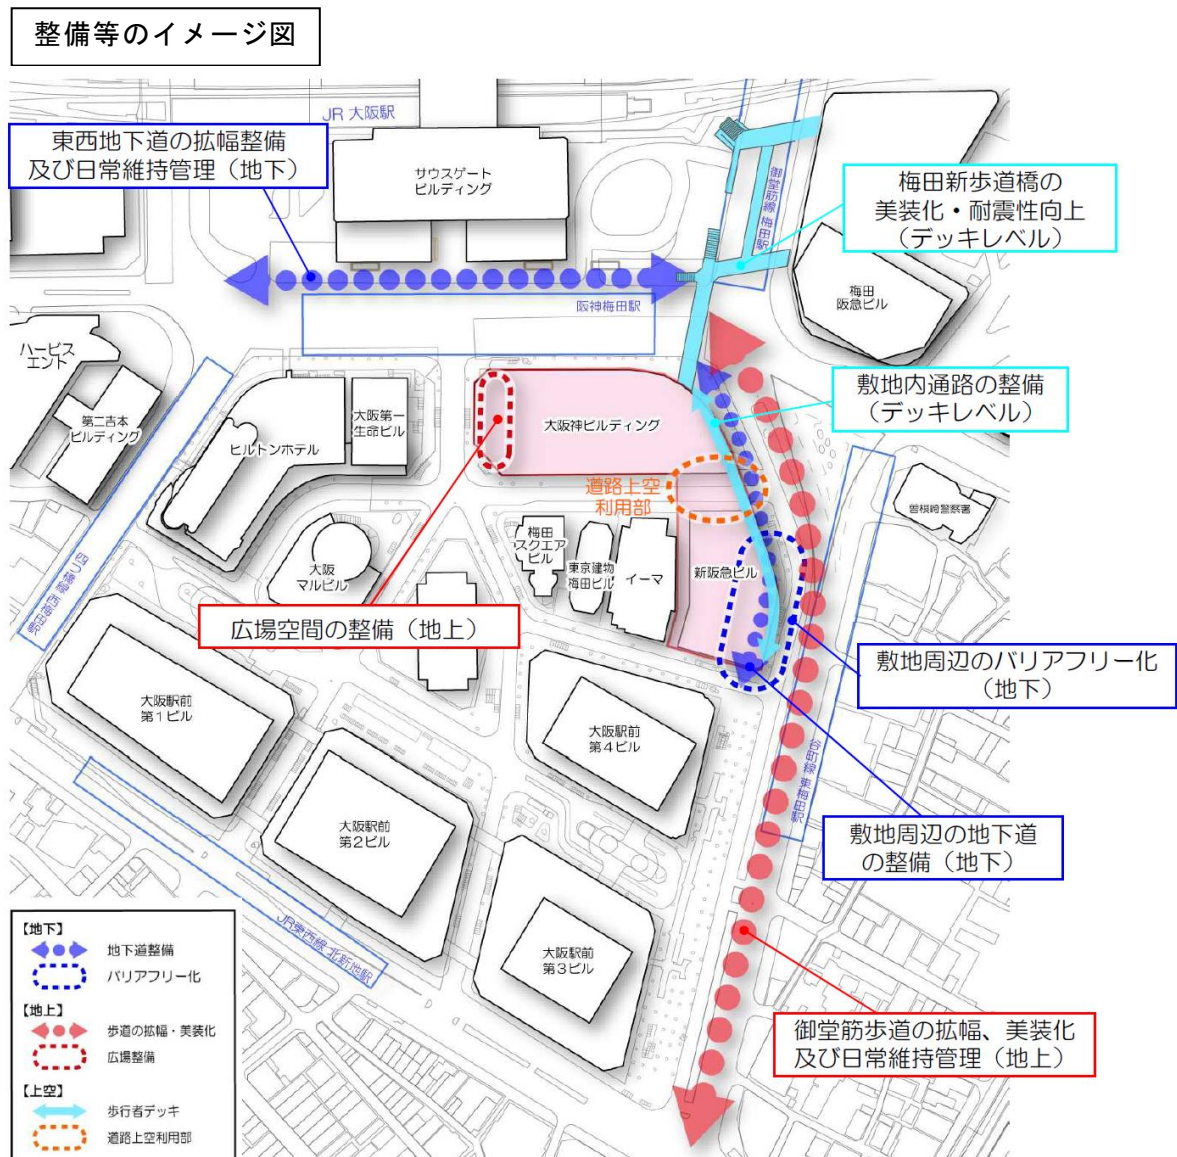 整備等のイメージ図
JR 大阪駅
東西地下道の拡幅整備
及び日常維持管理（地下）
サウスゲート
ビルディング
御堂筋線 梅田駅
梅田新歩道橋の
美装化・耐震性向上
（デッキレベル）
阪神梅田駅
梅田
阪急ビル
ハービス
エント
第二吉本
ビルディング
ヒルトンホテル
大阪第一
生命ビル
大阪神ビルディング
敷地内通路の整備
（デッキレベル）
道路上空
利用部
曽根崎警察署
四つ橋線 西梅田駅
大阪
マルビル
梅田
スクエア
ビル
東京建物
梅田ビル
イーマ
新阪急ビル
広場空間の整備（地上）
敷地周辺のバリアフリー化
（地下）
大阪駅前
第1ビル
大阪駅前
第4ビル
谷町線 東梅田駅
大阪駅前
第2ビル
敷地周辺の地下道
の整備（地下）
JR東西線 北新地駅
大阪駅前
第3ビル
御堂筋歩道の拡幅、美装化
及び日常維持管理（地上）
【地下】
地下道整備
バリアフリー化
【地上】
歩道の拡幅・美装化
広場整備
【上空】
歩行者デッキ
道路上空利用部